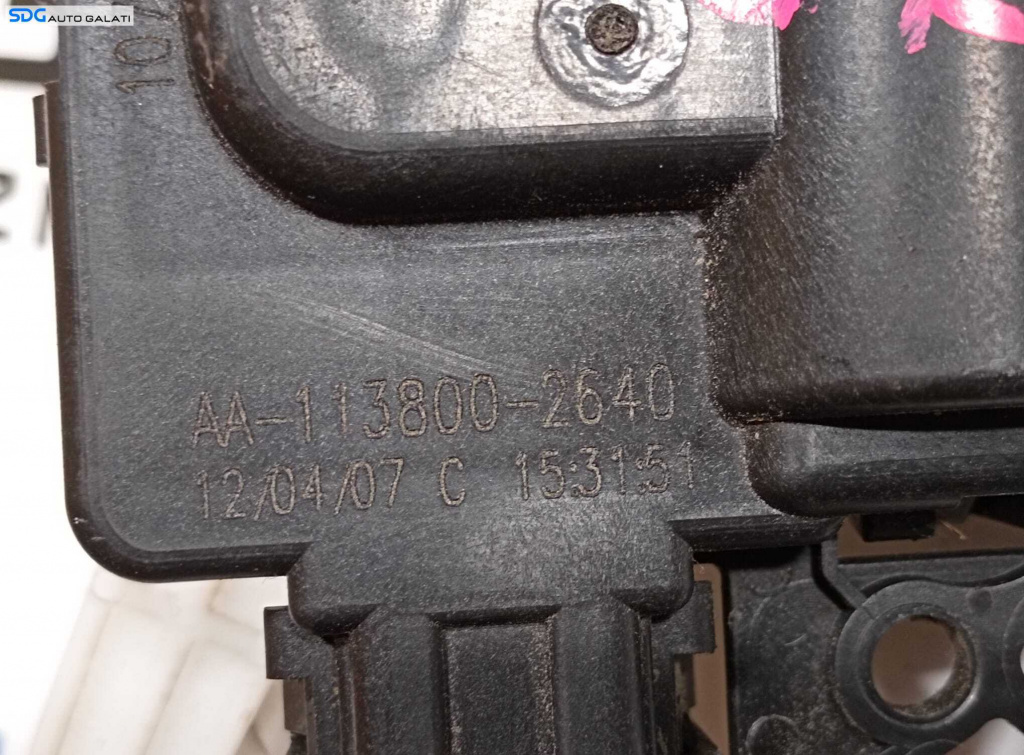 SDG AUTO GALATI
AA-113800-2640
12/04/07 C 15:31:51